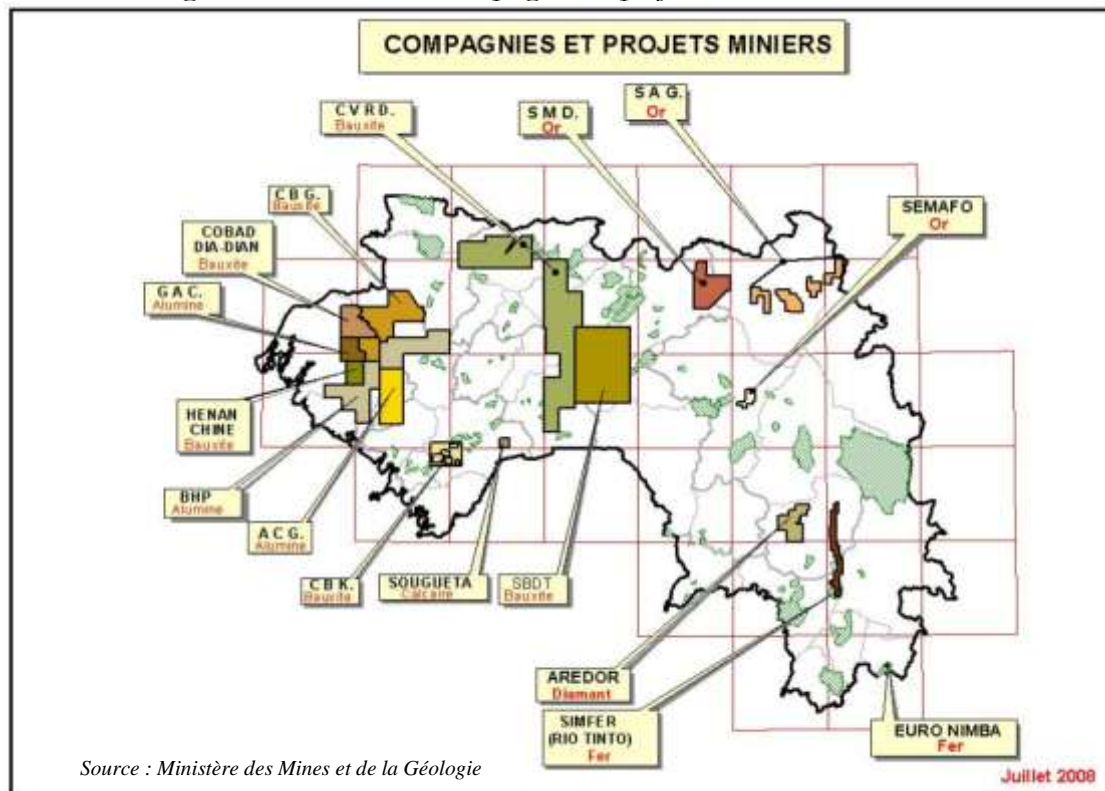 COMPAGNIES ET PROJETS MINIERS
S A G.
Or
C V R D.
Bauxite
S M D.
Or
C B G.
Bauxite
SEMAFO
Or
COBAD
DIA-DIAN
Bauxite
G A C.
Alumine
HENAN
CHINE
Bauxite
BHP
Alumine
A C G.
Alumine
C B K.
Bauxite
SOUGUETA
Calcaire
SBDT
Bauxite
AREDOR
Diamant
SIMFER
(RIO TINTO)
Fer
EURO NIMBA
Fer
Source : Ministère des Mines et de la Géologie
Juillet 2008